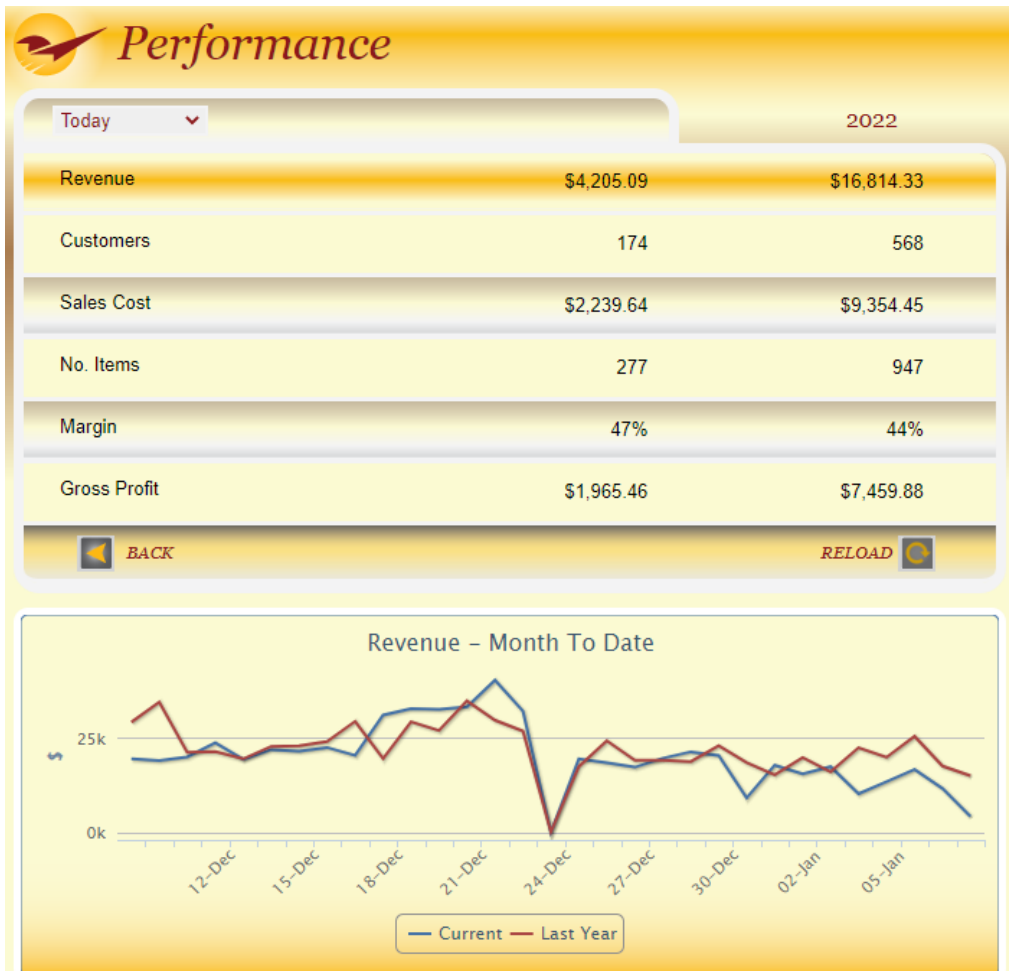 Performance
Today 2022
Revenue $4,205.09 $16,814.33
Customers 174 568
Sales Cost $2,239.64 $9,354.45
No. Items 277 947
Margin 47% 44%
Gross Profit $1,965.46 $7,459.88
BACK RELOAD
Revenue – Month To Date
25k
$
0k
12-Dec 15-Dec 18-Dec 21-Dec 24-Dec 27-Dec 30-Dec 02-Jan 05-Jan
Current Last Year